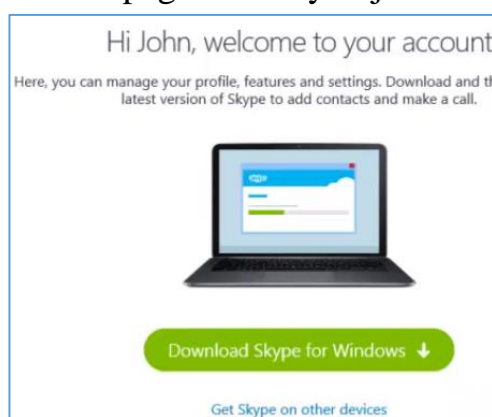 Hi John, welcome to your account
Here, you can manage your profile, features and settings. Download and
latest version of Skype to add contacts and make a call.
Download Skype for Windows
Get Skype on other devices